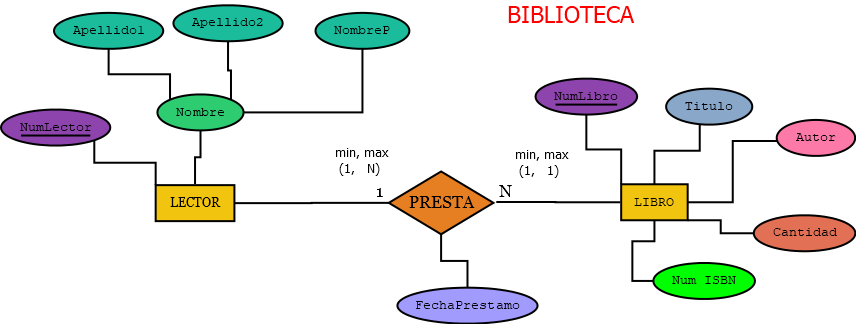 BIBLIOTECA
Apellido1
Apellido2
NombreP
Nombre
NumLector
NumLibro
Titulo
Autor
min, max
(1, N)
min, max
(1, 1)
LECTOR
1
PRESTA
N
LIBRO
Cantidad
Num ISBN
FechaPrestamo